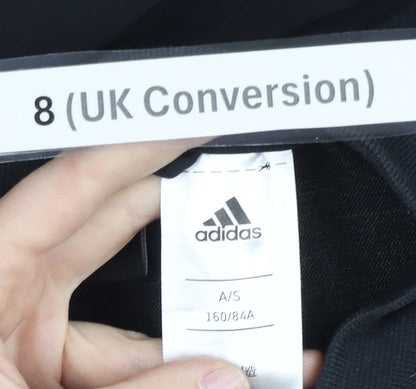 8 (UK Conversion)
adidas
A/S
160/84A